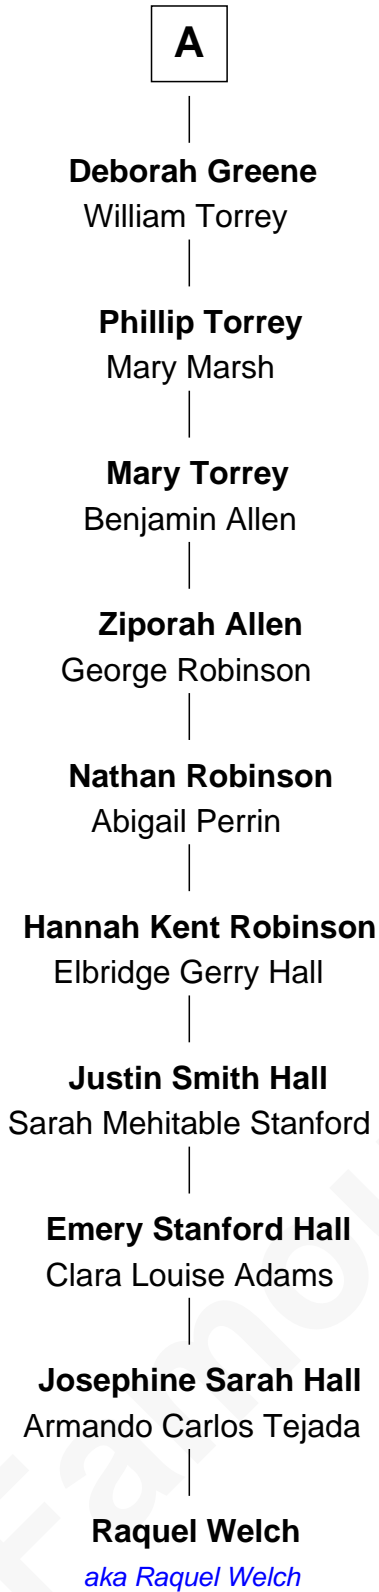 A
Deborah Greene
William Torrey
Phillip Torrey
Mary Marsh
Mary Torrey
Benjamin Allen
Ziporah Allen
George Robinson
Nathan Robinson
Abigail Perrin
Hannah Kent Robinson
Elbridge Gerry Hall
Justin Smith Hall
Sarah Mehitable Stanford
Emery Stanford Hall
Clara Louise Adams
Josephine Sarah Hall
Armando Carlos Tejada
Raquel Welch
aka Raquel Welch